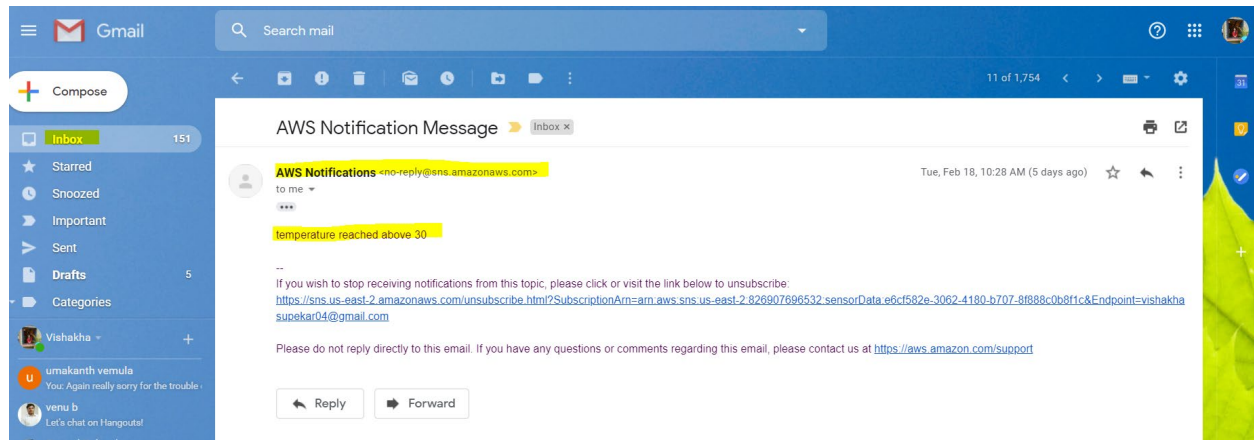 Gmail
Search mail
Compose
11 of 1,754
31
Inbox 151
Starred
Snoozed
Important
Sent
Drafts 5
Categories
Vishakha
umakanth vemula
You: Again really sorry for the trouble
venu b
Let's chat on Hangouts!
AWS Notification Message Inbox ×
AWS Notifications <no-reply@sns.amazonaws.com> Tue, Feb 18, 10:28 AM (5 days ago)
to me
temperature reached above 30
--
If you wish to stop receiving notifications from this topic, please click or visit the link below to unsubscribe:
https://sns.us-east-2.amazonaws.com/unsubscribe.html?SubscriptionArn=arn:aws:sns:us-east-2:826907696532:sensorData:e6cf582e-3062-4180-b707-8f888c0b8f1c&Endpoint=vishakha
supekar04@gmail.com
Please do not reply directly to this email. If you have any questions or comments regarding this email, please contact us at https://aws.amazon.com/support
Reply Forward